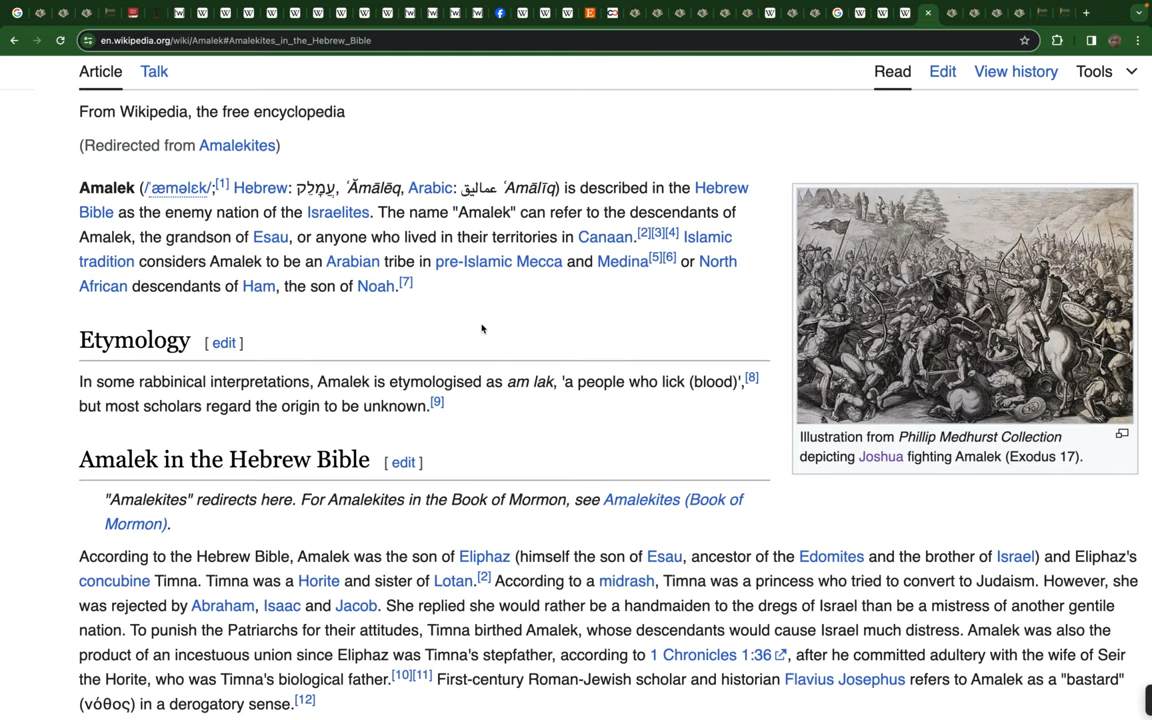 en.wikipedia.org/wiki/Amalek#Amalekites_in_the_Hebrew_Bible
Article Talk Read Edit View history Tools
From Wikipedia, the free encyclopedia
(Redirected from Amalekites)
Amalek (/ˈæməlɛk/;[1] Hebrew: עֲמָלֵק, ʿĂmālēq, Arabic: عماليق ʿAmālīq) is described in the Hebrew
Bible as the enemy nation of the Israelites. The name "Amalek" can refer to the descendants of
Amalek, the grandson of Esau, or anyone who lived in their territories in Canaan.[2][3][4] Islamic
tradition considers Amalek to be an Arabian tribe in pre-Islamic Mecca and Medina[5][6] or North
African descendants of Ham, the son of Noah.[7]
Illustration from Phillip Medhurst Collection
depicting Joshua fighting Amalek (Exodus 17).
Etymology [ edit ]
In some rabbinical interpretations, Amalek is etymologised as am lak, 'a people who lick (blood)',[8]
but most scholars regard the origin to be unknown.[9]
Amalek in the Hebrew Bible [ edit ]
"Amalekites" redirects here. For Amalekites in the Book of Mormon, see Amalekites (Book of
Mormon).
According to the Hebrew Bible, Amalek was the son of Eliphaz (himself the son of Esau, ancestor of the Edomites and the brother of Israel) and Eliphaz's
concubine Timna. Timna was a Horite and sister of Lotan.[2] According to a midrash, Timna was a princess who tried to convert to Judaism. However, she
was rejected by Abraham, Isaac and Jacob. She replied she would rather be a handmaiden to the dregs of Israel than be a mistress of another gentile
nation. To punish the Patriarchs for their attitudes, Timna birthed Amalek, whose descendants would cause Israel much distress. Amalek was also the
product of an incestuous union since Eliphaz was Timna's stepfather, according to 1 Chronicles 1:36, after he committed adultery with the wife of Seir
the Horite, who was Timna's biological father.[10][11] First-century Roman-Jewish scholar and historian Flavius Josephus refers to Amalek as a "bastard"
(νόθος) in a derogatory sense.[12]